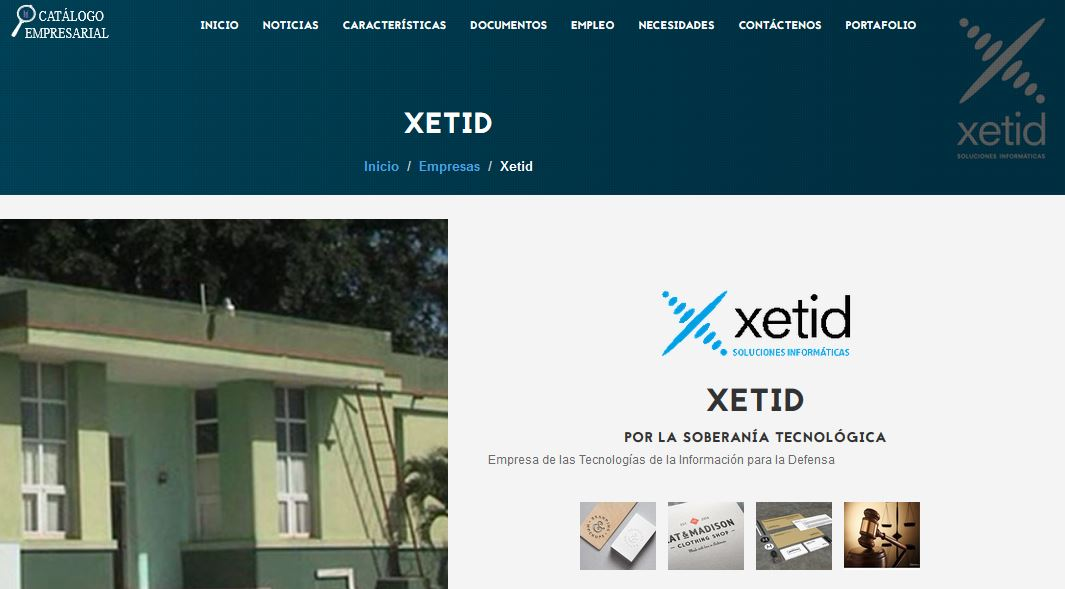 CATÁLOGO
EMPRESARIAL
INICIO NOTICIAS CARACTERÍSTICAS DOCUMENTOS EMPLEO NECESIDADES CONTÁCTENOS PORTAFOLIO
xetid
SOLUCIONES INFORMÁTICAS
XETID
Inicio / Empresas / Xetid
xetid
SOLUCIONES INFORMÁTICAS
XETID
POR LA SOBERANÍA TECNOLÓGICA
Empresa de las Tecnologías de la Información para la Defensa
AT & MADISON
CLOTHING SHOP